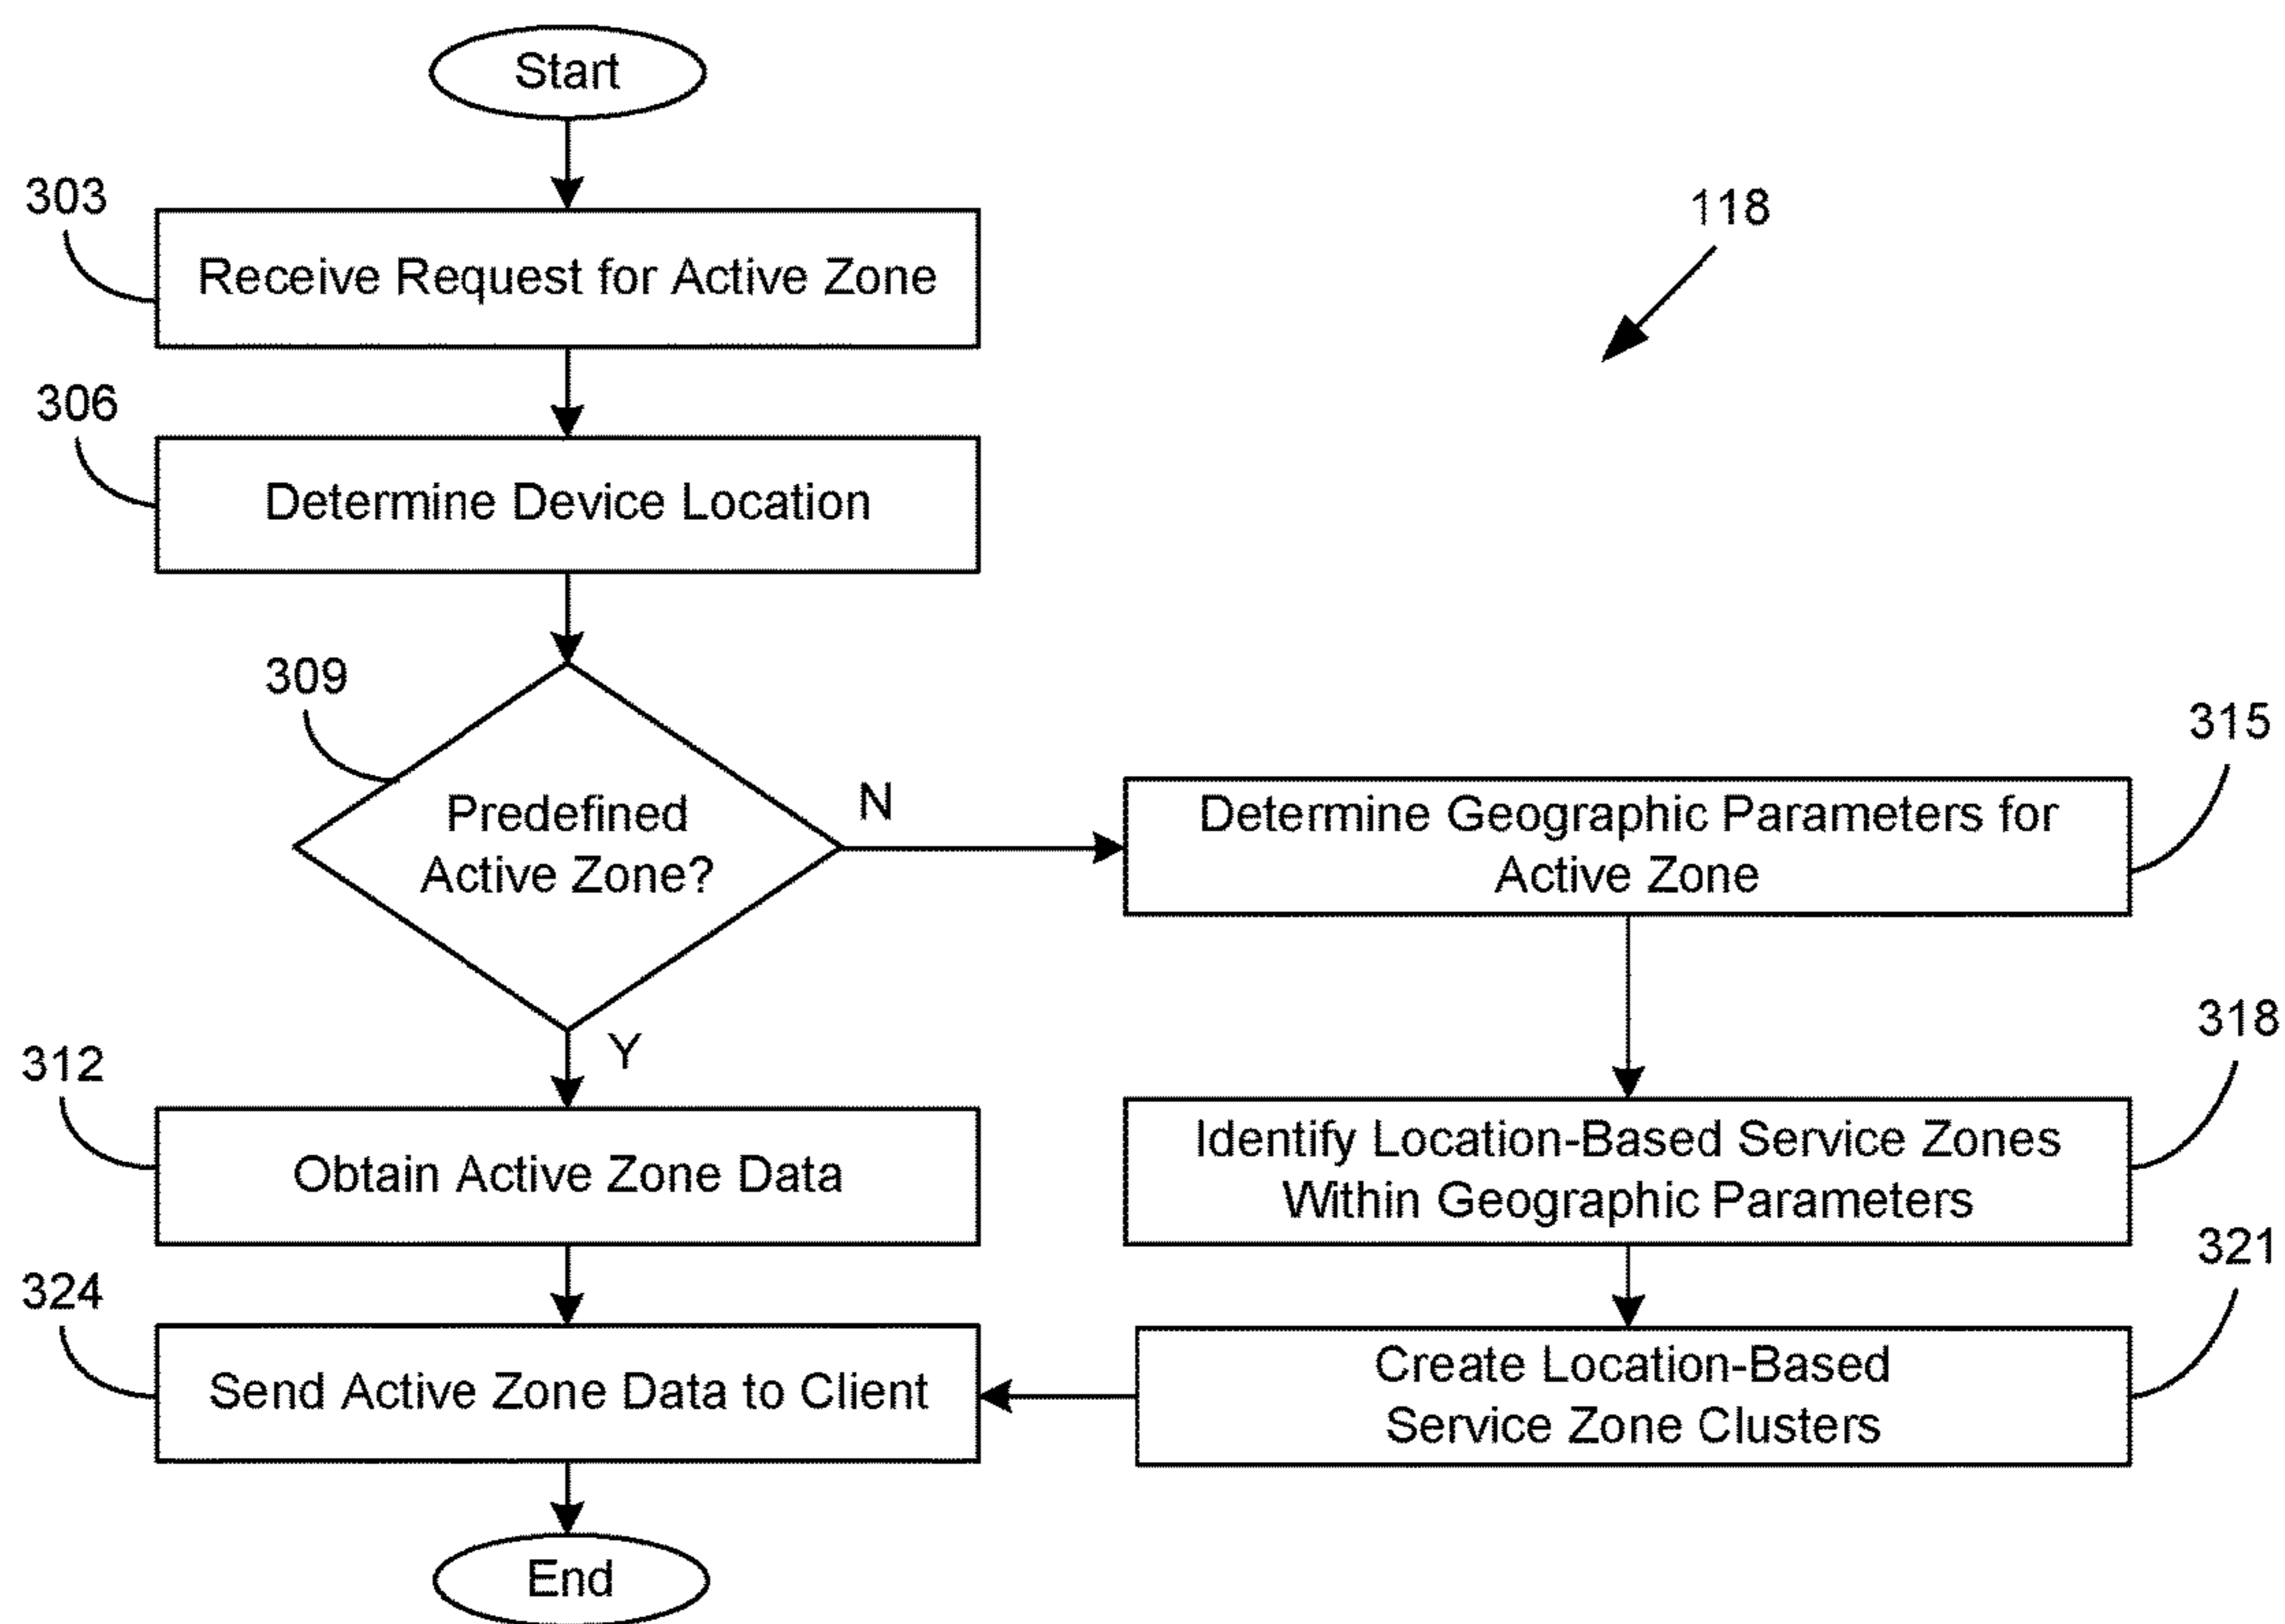 Start
303
Receive Request for Active Zone
118
306
Determine Device Location
309
Predefined
Active Zone?
N
315
Determine Geographic Parameters for
Active Zone
Y
312
Obtain Active Zone Data
318
Identify Location-Based Service Zones
Within Geographic Parameters
324
Send Active Zone Data to Client
321
Create Location-Based
Service Zone Clusters
End